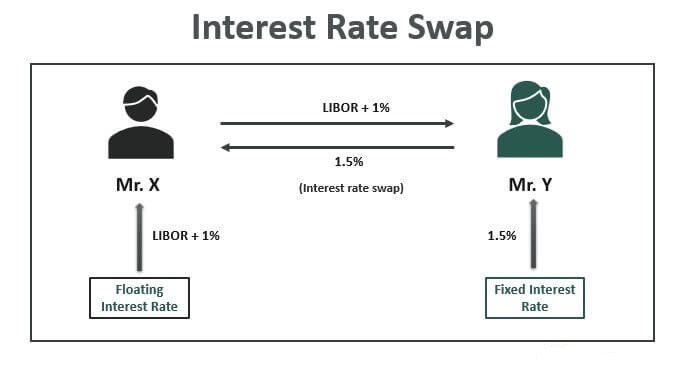 Interest Rate Swap
LIBOR + 1%
1.5%
(Interest rate swap)
Mr. X
Mr. Y
LIBOR + 1%
1.5%
Floating
Interest Rate
Fixed Interest
Rate